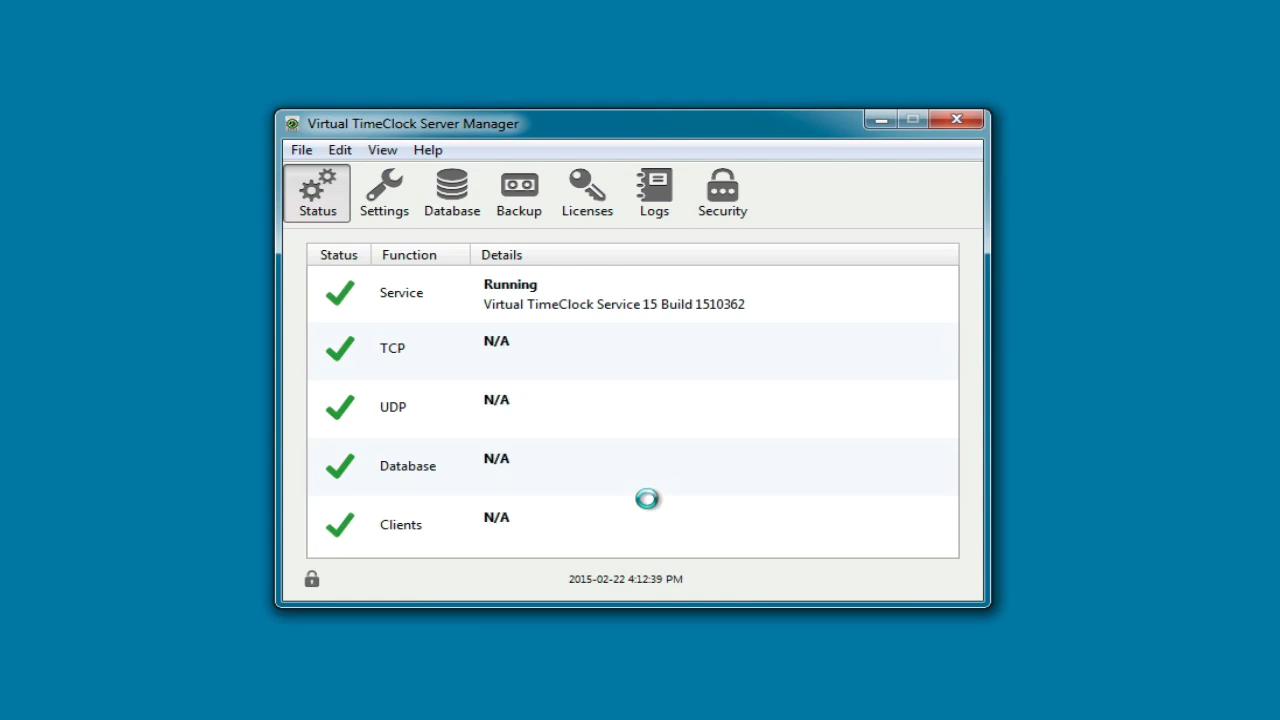 Virtual TimeClock Server Manager
File Edit View Help
Status Settings Database Backup Licenses Logs Security
Status Function Details
Service
Running
Virtual TimeClock Service 15 Build 1510362
TCP N/A
UDP N/A
Database N/A
Clients N/A
2015-02-22 4:12:39 PM